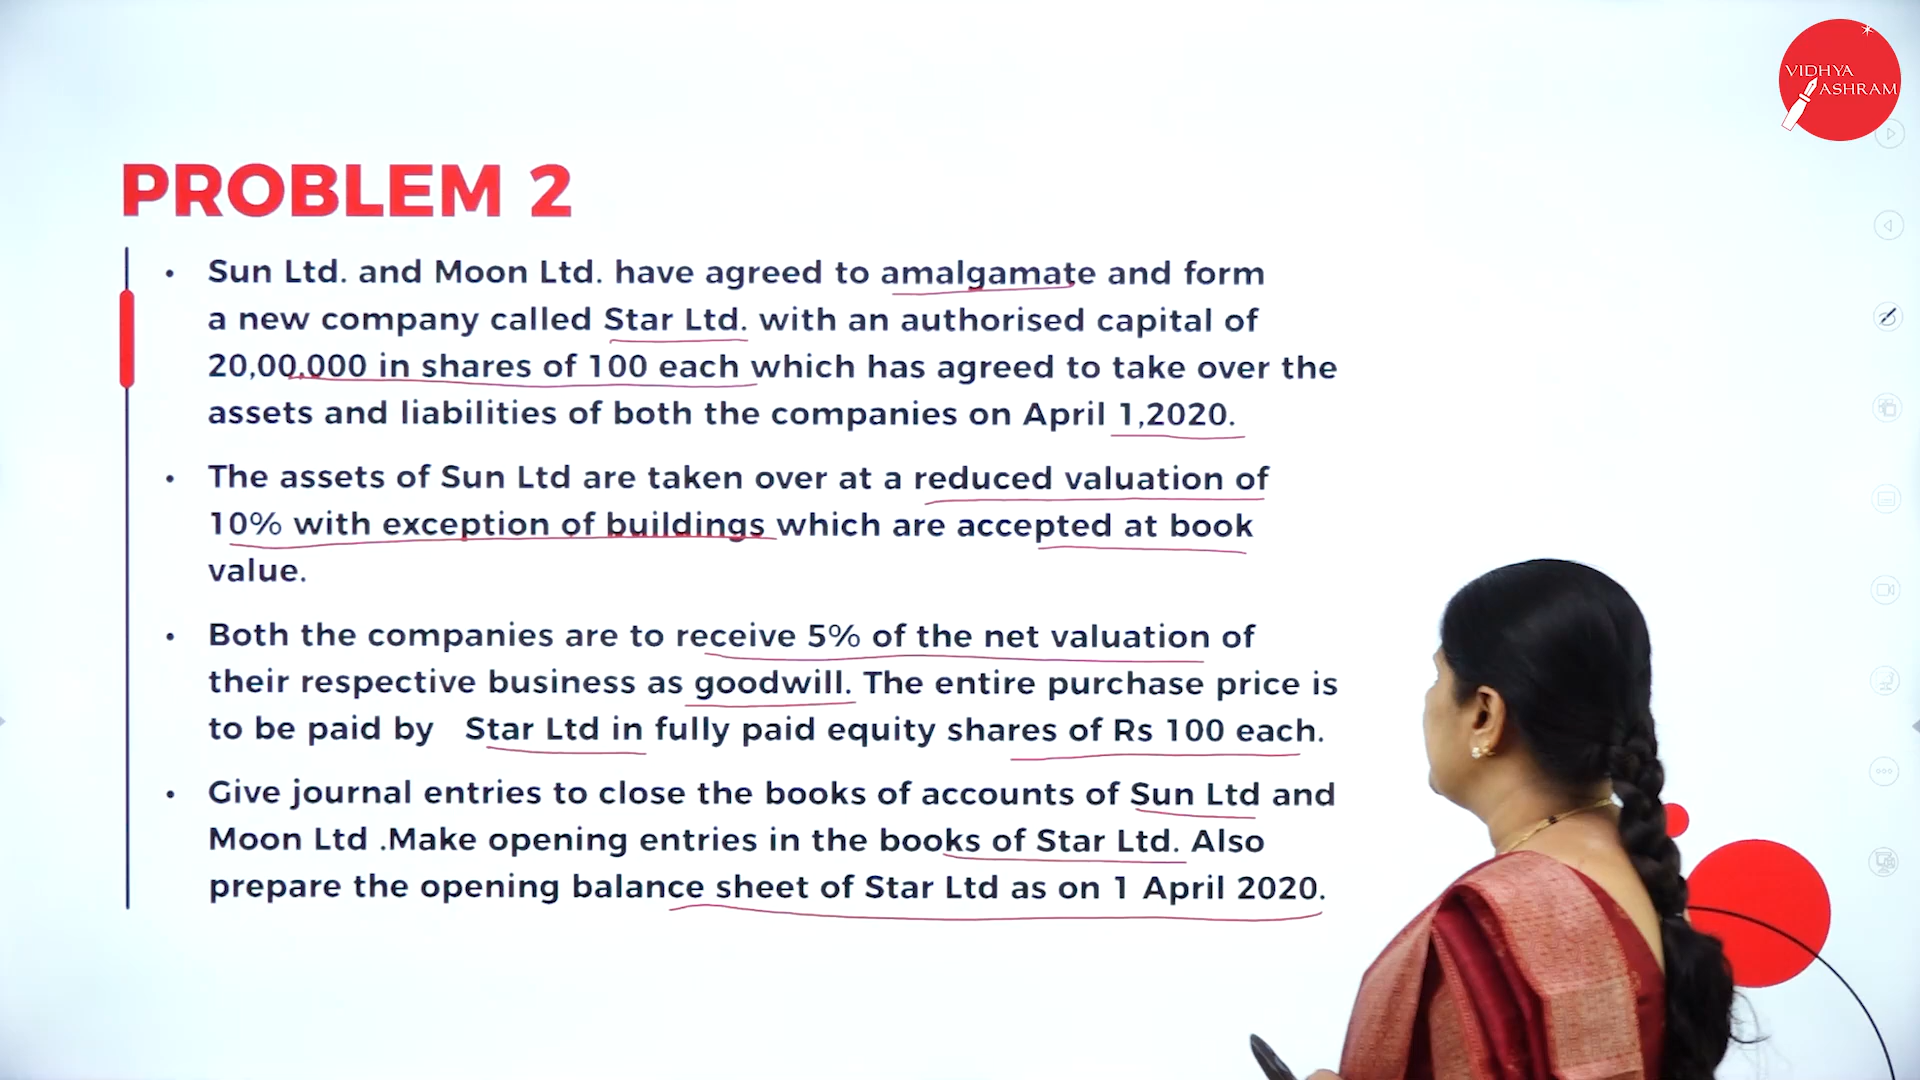 VIDHYA
ASHRAM
PROBLEM 2
• Sun Ltd. and Moon Ltd. have agreed to amalgamate and form
a new company called Star Ltd. with an authorised capital of
20,00,000 in shares of 100 each which has agreed to take over the
assets and liabilities of both the companies on April 1,2020.
• The assets of Sun Ltd are taken over at a reduced valuation of
10% with exception of buildings which are accepted at book
value.
• Both the companies are to receive 5% of the net valuation of
their respective business as goodwill. The entire purchase price is
to be paid by Star Ltd in fully paid equity shares of Rs 100 each.
• Give journal entries to close the books of accounts of Sun Ltd and
Moon Ltd .Make opening entries in the books of Star Ltd. Also
prepare the opening balance sheet of Star Ltd as on 1 April 2020.